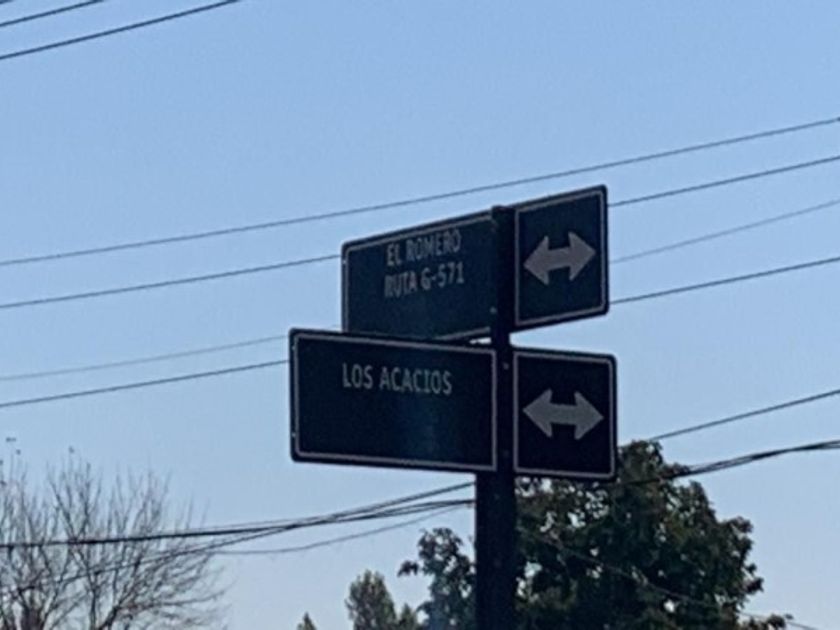 EL ROMERO
RUTA G-571
LOS ACACIOS